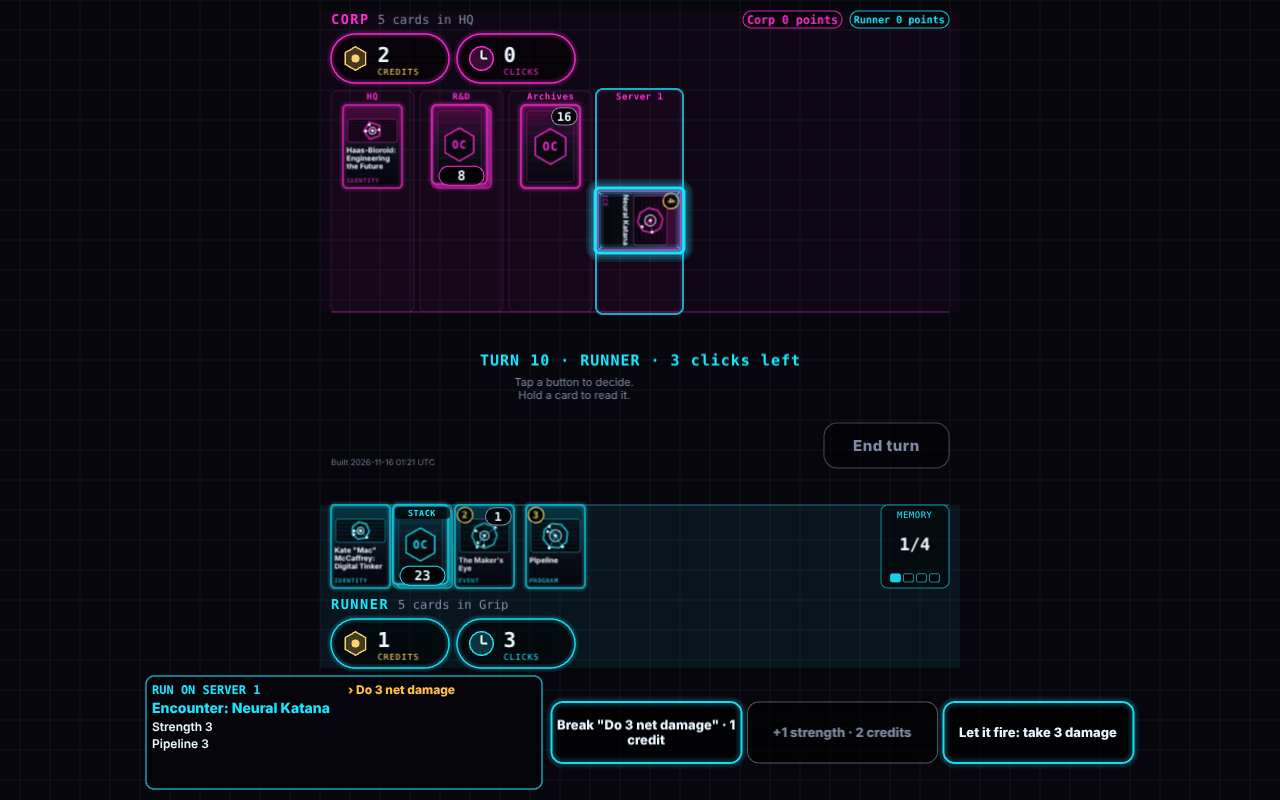 CORP 5 cards in HQ
Corp 0 points
Runner 0 points
2
CREDITS
0
CLICKS
HQ
R&D
Archives
Server 1
Haas-Bioroid:
Engineering
the Future
IDENTITY
OC
8
16
OC
4
Neural Katana
ICE
TURN 10 · RUNNER · 3 clicks left
Tap a button to decide.
Hold a card to read it.
End turn
Built 2026-11-16 01:21 UTC
Kate "Mac"
McCaffrey:
Digital Tinker
IDENTITY
STACK
OC
23
2
1
The Maker's
Eye
EVENT
3
Pipeline
PROGRAM
MEMORY
1/4
RUNNER 5 cards in Grip
1
CREDITS
3
CLICKS
RUN ON SERVER 1
Encounter: Neural Katana
Strength 3
Pipeline 3
› Do 3 net damage
Break "Do 3 net damage" · 1
credit
+1 strength · 2 credits
Let it fire: take 3 damage